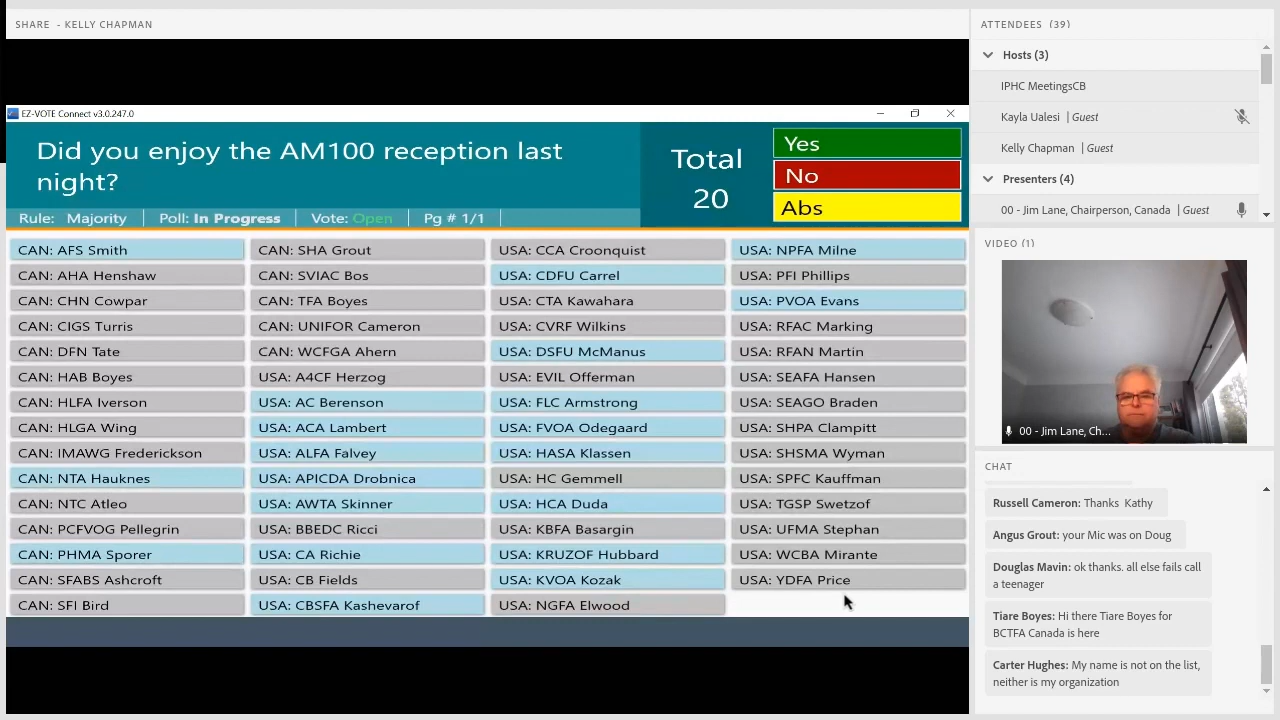 SHARE - KELLY CHAPMAN
EZ-VOTE Connect v3.0.247.0
Did you enjoy the AM100 reception last
night?
Total
20
Yes
No
Abs
Rule: Majority
Poll: In Progress
Vote: Open
Pg # 1/1
CAN: AFS Smith
CAN: AHA Henshaw
CAN: CHN Cowpar
CAN: CIGS Turris
CAN: DFN Tate
CAN: HAB Boyes
CAN: HLFA Iverson
CAN: HLGA Wing
CAN: IMAWG Frederickson
CAN: NTA Hauknes
CAN: NTC Atleo
CAN: PCFVOG Pellegrin
CAN: PHMA Sporer
CAN: SFABS Ashcroft
CAN: SFI Bird
CAN: SHA Grout
CAN: SVIAC Bos
CAN: TFA Boyes
CAN: UNIFOR Cameron
CAN: WCFGA Ahern
USA: A4CF Herzog
USA: AC Berenson
USA: ACA Lambert
USA: ALFA Falvey
USA: APICDA Drobnica
USA: AWTA Skinner
USA: BBEDC Ricci
USA: CA Richie
USA: CB Fields
USA: CBSFA Kashevarof
USA: CCA Croonquist
USA: CDFU Carrel
USA: CTA Kawahara
USA: CVRF Wilkins
USA: DSFU McManus
USA: EVIL Offerman
USA: FLC Armstrong
USA: FVOA Odegaard
USA: HASA Klassen
USA: HC Gemmell
USA: HCA Duda
USA: KBFA Basargin
USA: KRUZOF Hubbard
USA: KVOA Kozak
USA: NGFA Elwood
USA: NPFA Milne
USA: PFI Phillips
USA: PVOA Evans
USA: RFAC Marking
USA: RFAN Martin
USA: SEAFA Hansen
USA: SEAGO Braden
USA: SHPA Clampitt
USA: SHSMA Wyman
USA: SPFC Kauffman
USA: TGSP Swetzof
USA: UFMA Stephan
USA: WCBA Mirante
USA: YDFA Price
ATTENDEES (39)
Hosts (3)
IPHC MeetingsCB
Kayla Ualesi | Guest
Kelly Chapman | Guest
Presenters (4)
00 - Jim Lane, Chairperson, Canada | Guest
VIDEO (1)
00 - Jim Lane, Ch...
CHAT
Russell Cameron: Thanks Kathy
Angus Grout: your Mic was on Doug
Douglas Mavin: ok thanks. all else fails call
a teenager
Tiare Boyes: Hi there Tiare Boyes for
BCTFA Canada is here
Carter Hughes: My name is not on the list,
neither is my organization